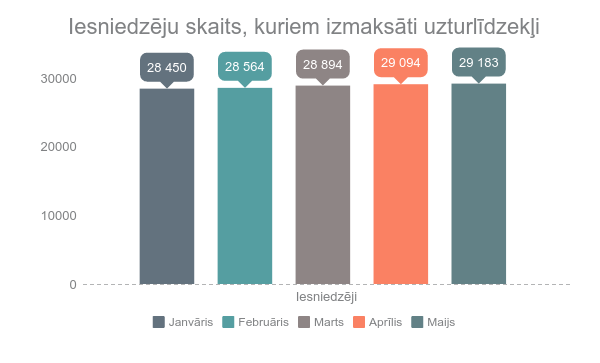 Iesniedzēju skaits, kuriem izmaksāti uzturlīdzekļi
28 450
28 564
28 894
29 094
29 183
30000
20000
10000
0
Iesniedzēji
Janvāris
Februāris
Marts
Aprīlis
Maijs